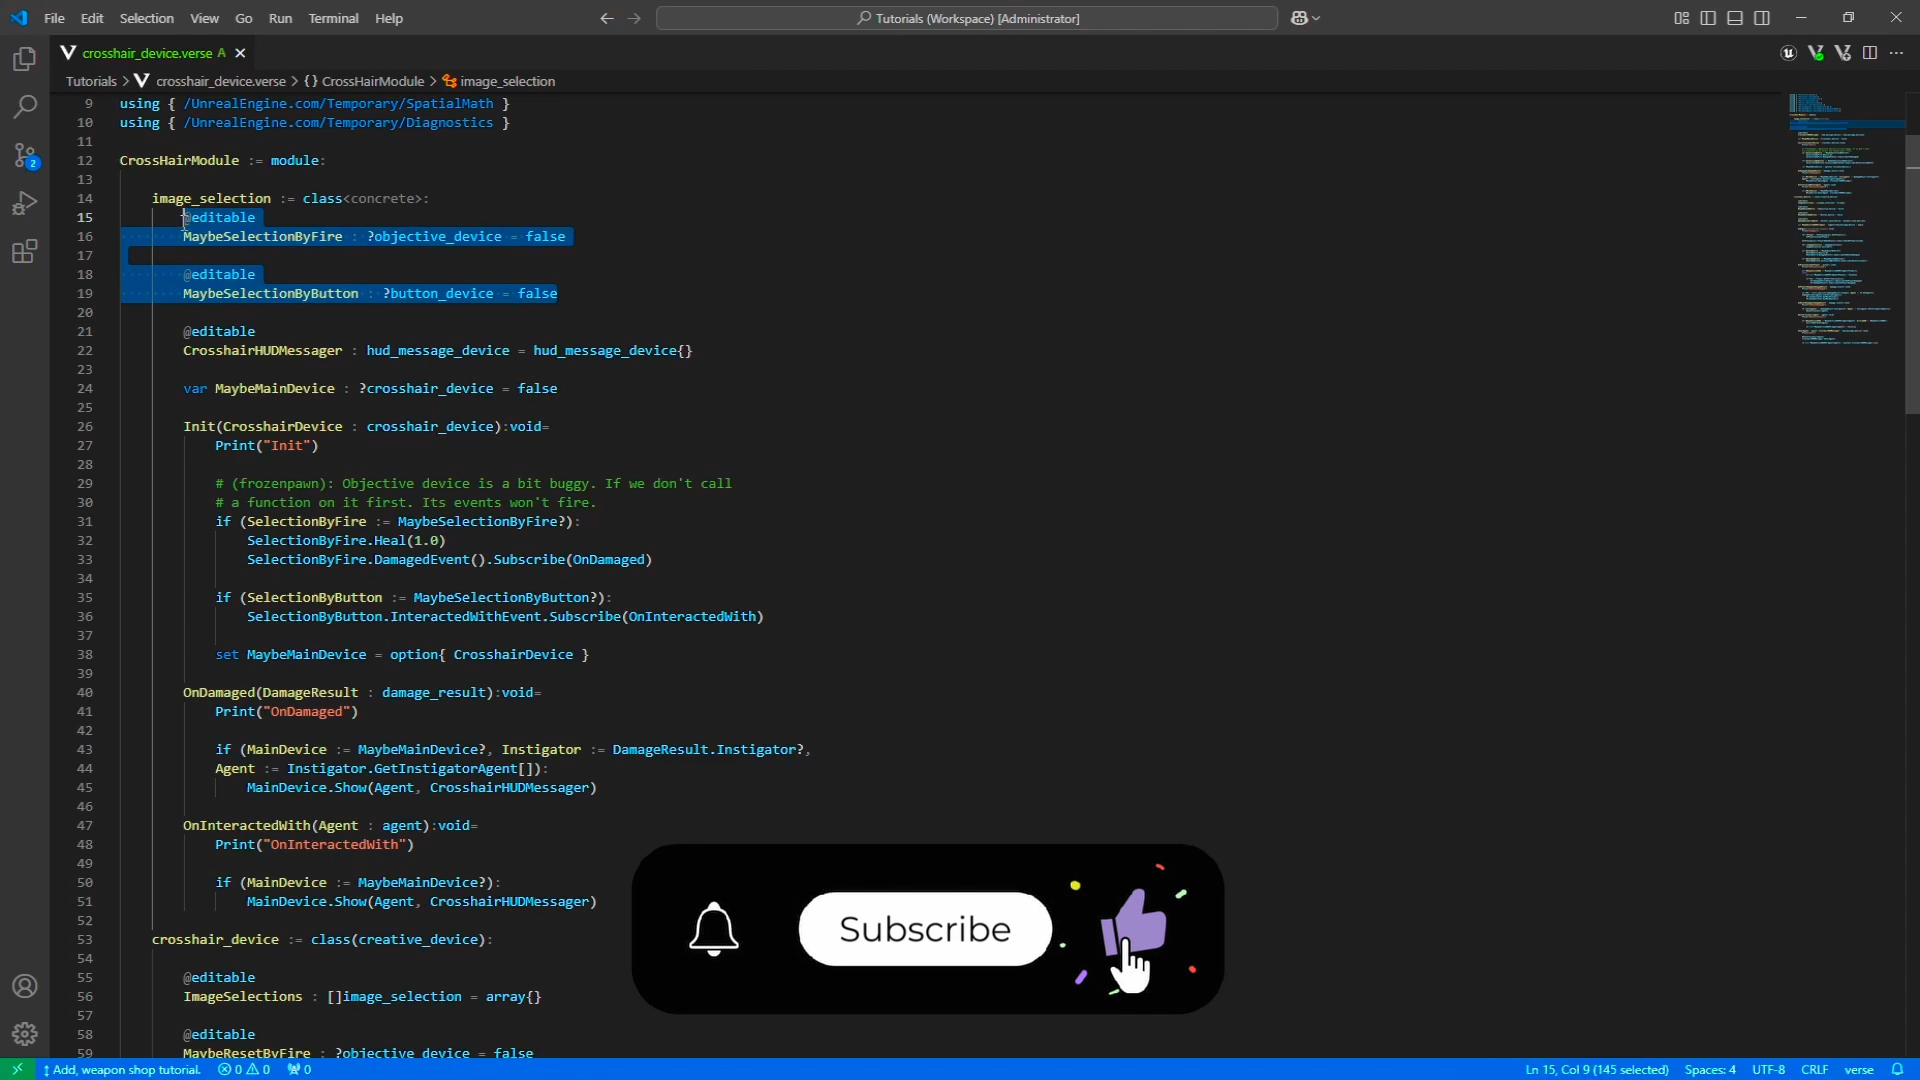 File Edit Selection View Go Run Terminal Help
Tutorials (Workspace) [Administrator]
crosshair_device.verse A
Tutorials > crosshair_device.verse > {} CrossHairModule > image_selection
9 using { /UnrealEngine.com/Temporary/SpatialMath }
10 using { /UnrealEngine.com/Temporary/Diagnostics }
11
12 CrossHairModule := module:
13
14 image_selection := class<concrete>:
15 @editable
16 MaybeSelectionByFire : ?objective_device = false
17
18 @editable
19 MaybeSelectionByButton : ?button_device = false
20
21 @editable
22 CrosshairHUDMessager : hud_message_device = hud_message_device{}
23
24 var MaybeMainDevice : ?crosshair_device = false
25
26 Init(CrosshairDevice : crosshair_device):void=
27 Print("Init")
28
29 # (frozenpawn): Objective device is a bit buggy. If we don't call
30 # a function on it first. Its events won't fire.
31 if (SelectionByFire := MaybeSelectionByFire?):
32 SelectionByFire.Heal(1.0)
33 SelectionByFire.DamagedEvent().Subscribe(OnDamaged)
34
35 if (SelectionByButton := MaybeSelectionByButton?):
36 SelectionByButton.InteractedWithEvent.Subscribe(OnInteractedWith)
37
38 set MaybeMainDevice = option{ CrosshairDevice }
39
40 OnDamaged(DamageResult : damage_result):void=
41 Print("OnDamaged")
42
43 if (MainDevice := MaybeMainDevice?, Instigator := DamageResult.Instigator?,
44 Agent := Instigator.GetInstigatorAgent[]):
45 MainDevice.Show(Agent, CrosshairHUDMessager)
46
47 OnInteractedWith(Agent : agent):void=
48 Print("OnInteractedWith")
49
50 if (MainDevice := MaybeMainDevice?):
51 MainDevice.Show(Agent, CrosshairHUDMessager)
52
53 crosshair_device := class(creative_device):
54
55 @editable
56 ImageSelections : []image_selection = array{}
57
58 @editable
59 MaybeResetByFire : ?objective_device = false
2
Subscribe
Add, weapon shop tutorial. 0 0 0 Ln 15, Col 9 (145 selected) Spaces: 4 UTF-8 CRLF verse